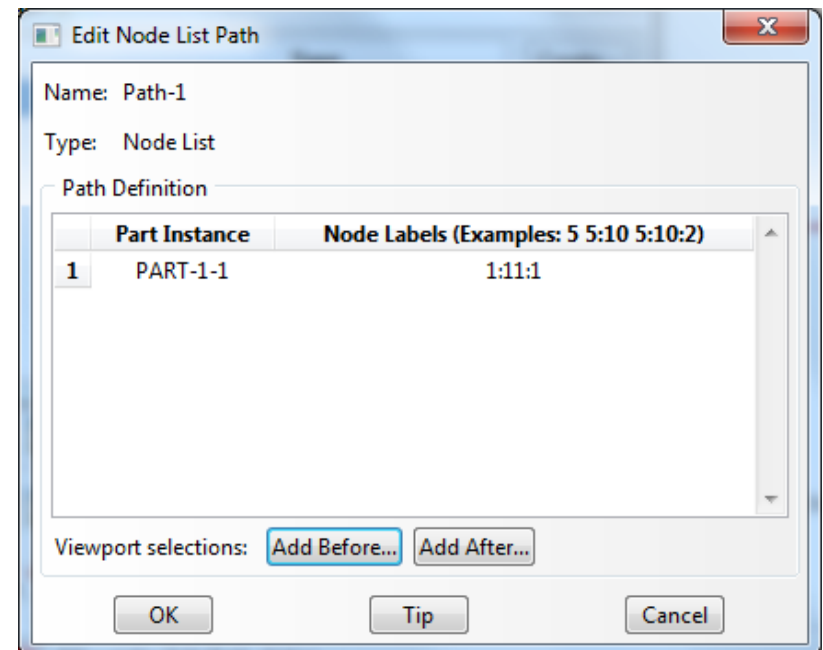 Edit Node List Path
Name: Path-1
Type: Node List
Path Definition
Part Instance Node Labels (Examples: 5 5:10 5:10:2)
1 PART-1-1 1:11:1
Viewport selections: Add Before... Add After...
OK Tip Cancel